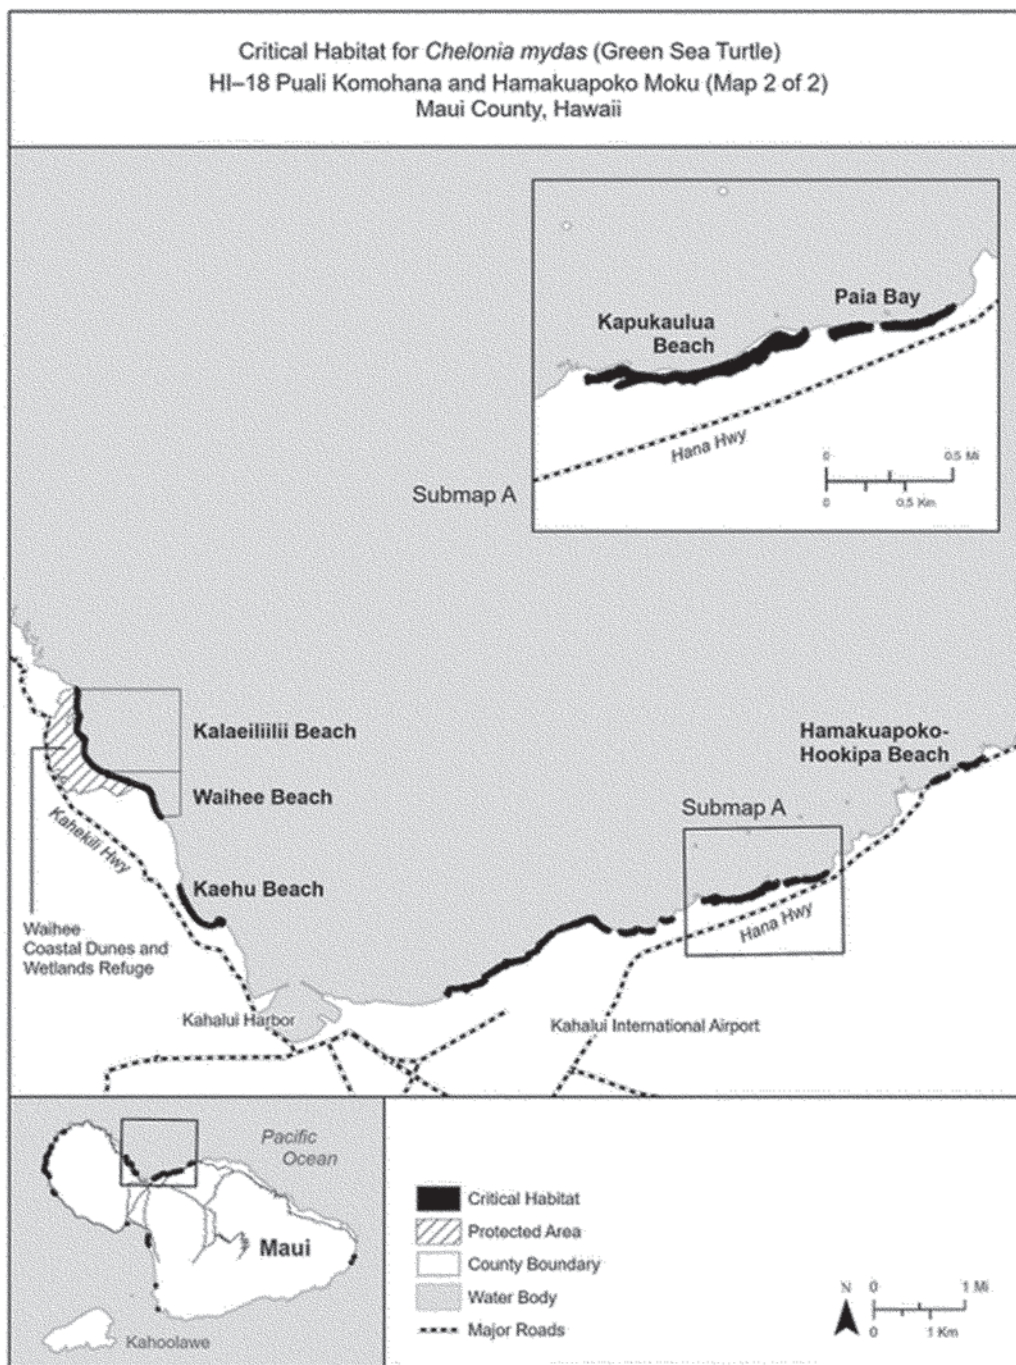 Critical Habitat for Chelonia mydas (Green Sea Turtle)
HI–18 Puali Komohana and Hamakuapoko Moku (Map 2 of 2)
Maui County, Hawaii
Paia Bay
Kapukaulua
Beach
Hana Hwy
0 0.5 Mi
0 0.5 Km
Submap A
Kalaeiliilii Beach
Hamakuapoko-
Hookipa Beach
Waihee Beach
Submap A
Kahekili Hwy
Kaehu Beach
Hana Hwy
Waihee
Coastal Dunes and
Wetlands Refuge
Kahalui Harbor
Kahalui International Airport
Pacific
Ocean
Maui
Kahoolawe
Critical Habitat
Protected Area
County Boundary
Water Body
Major Roads
N 0 1 Mi
0 1 Km